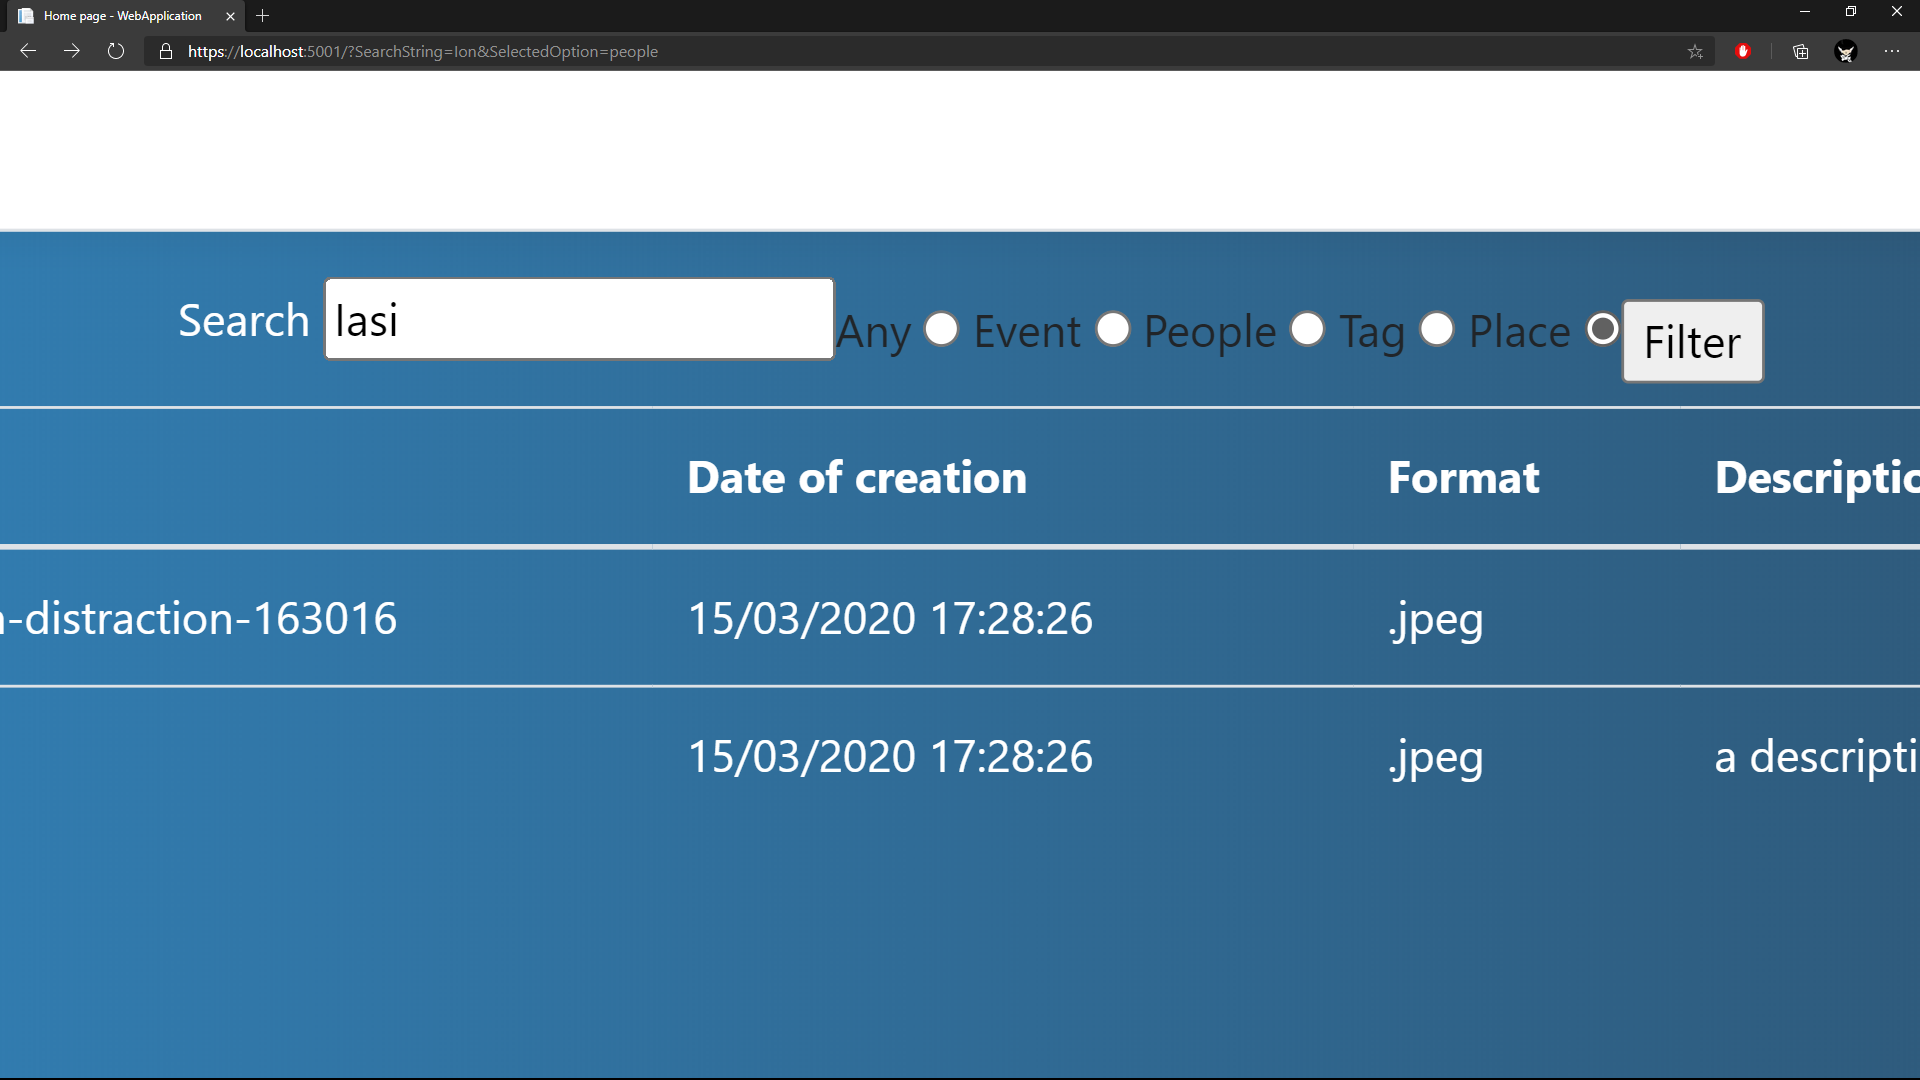 Home page - WebApplication
https://localhost:5001/?SearchString=Ion&SelectedOption=people
Search Iasi Any Event People Tag Place Filter
Date of creation Format Descriptio
-distraction-163016 15/03/2020 17:28:26 .jpeg
15/03/2020 17:28:26 .jpeg a descripti